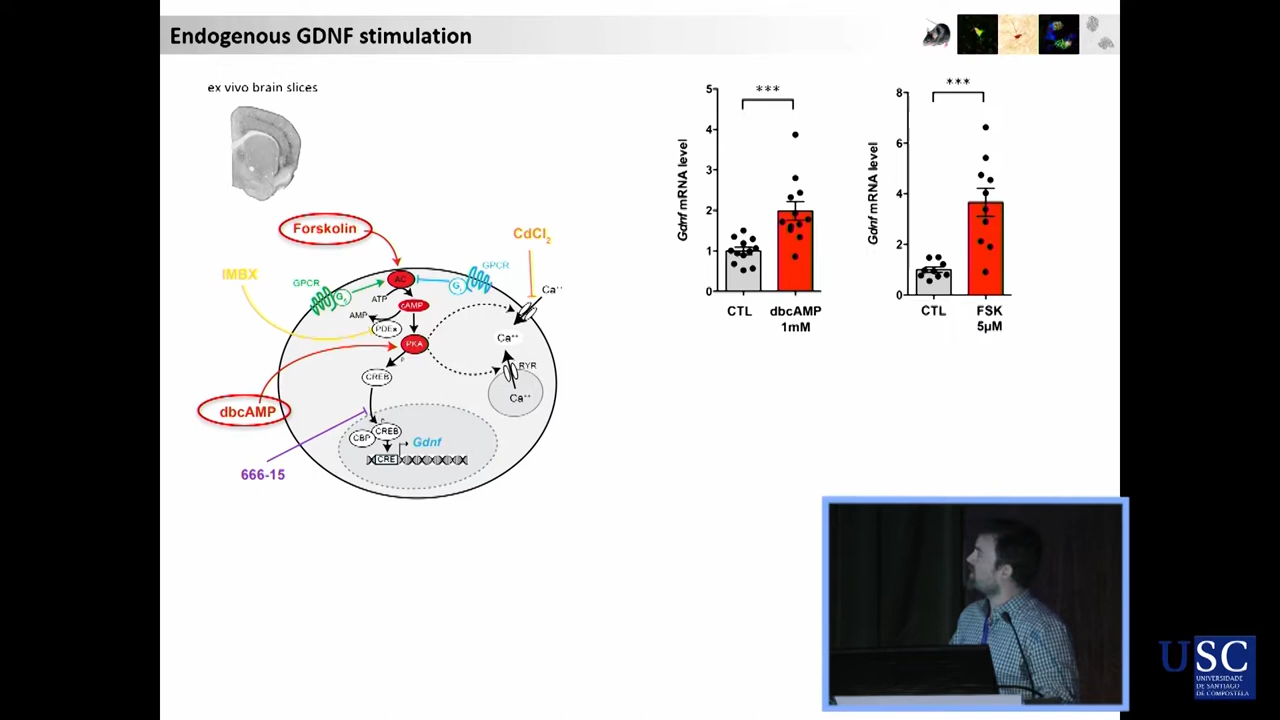 Endogenous GDNF stimulation
ex vivo brain slices
Forskolin
IMBX
CdCl2
GPCR
GPCR
AC
Ca++
ATP
cAMP
AMP
PKA
P
Ca++
CREB
RYR
Ca++
dbcAMP
CREB
CBP
Gdnf
CRE
666-15
***
5
4
3
2
1
0
Gdnf mRNA level
CTL
dbcAMP
1mM
***
8
6
4
2
0
Gdnf mRNA level
CTL
FSK
5µM
USC
UNIVERSIDADE
DE SANTIAGO
DE COMPOSTELA